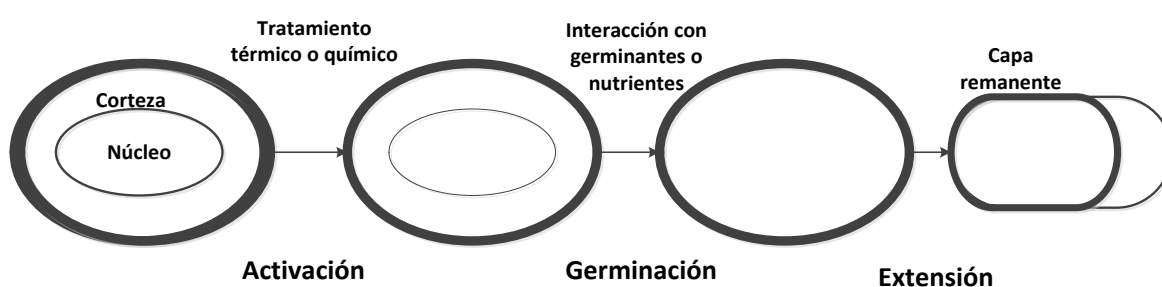 Tratamiento
térmico o químico
Interacción con
germinantes o
nutrientes
Capa
remanente
Corteza
Núcleo
Activación
Germinación
Extensión